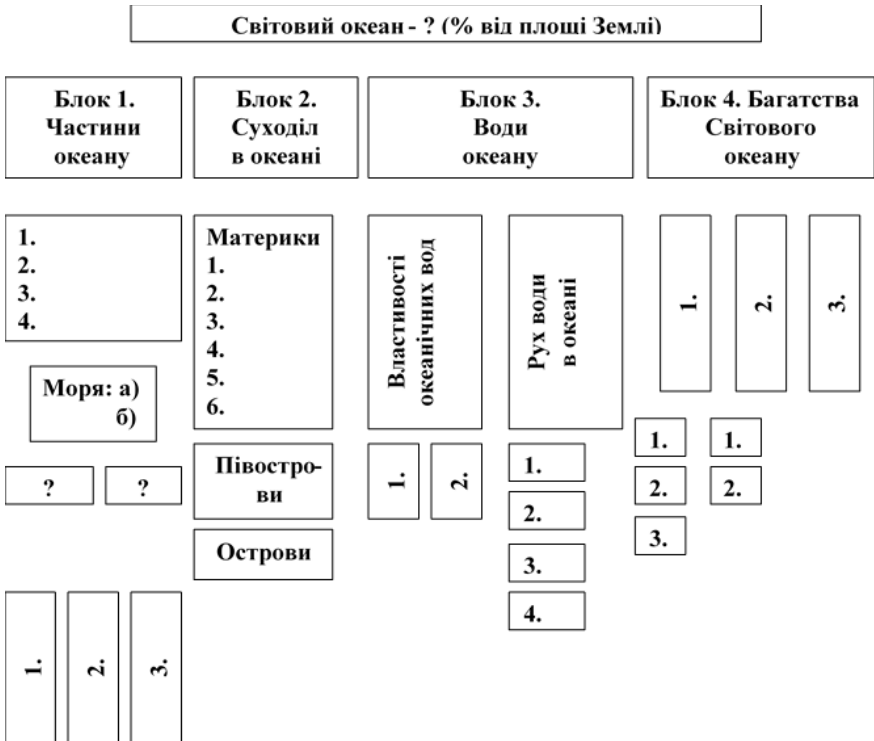 Світовий океан - ? (% від площі Землі)
Блок 1.
Частини
океану
Блок 2.
Суходіл
в океані
Блок 3.
Води
океану
Блок 4. Багатства
Світового
океану
1.
2.
3.
4.
Моря: а)
б)
?
?
1.
2.
3.
Материки
1.
2.
3.
4.
5.
6.
Півостро-
ви
Острови
Властивості
океанічних вод
1.
2.
Рух води
в океані
1.
2.
3.
4.
1.
2.
3.
1.
2.
3.
1.
2.